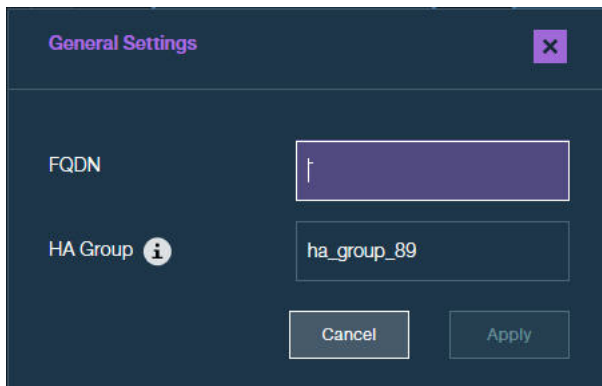 General Settings
FQDN
HA Group
ha_group_89
Cancel
Apply